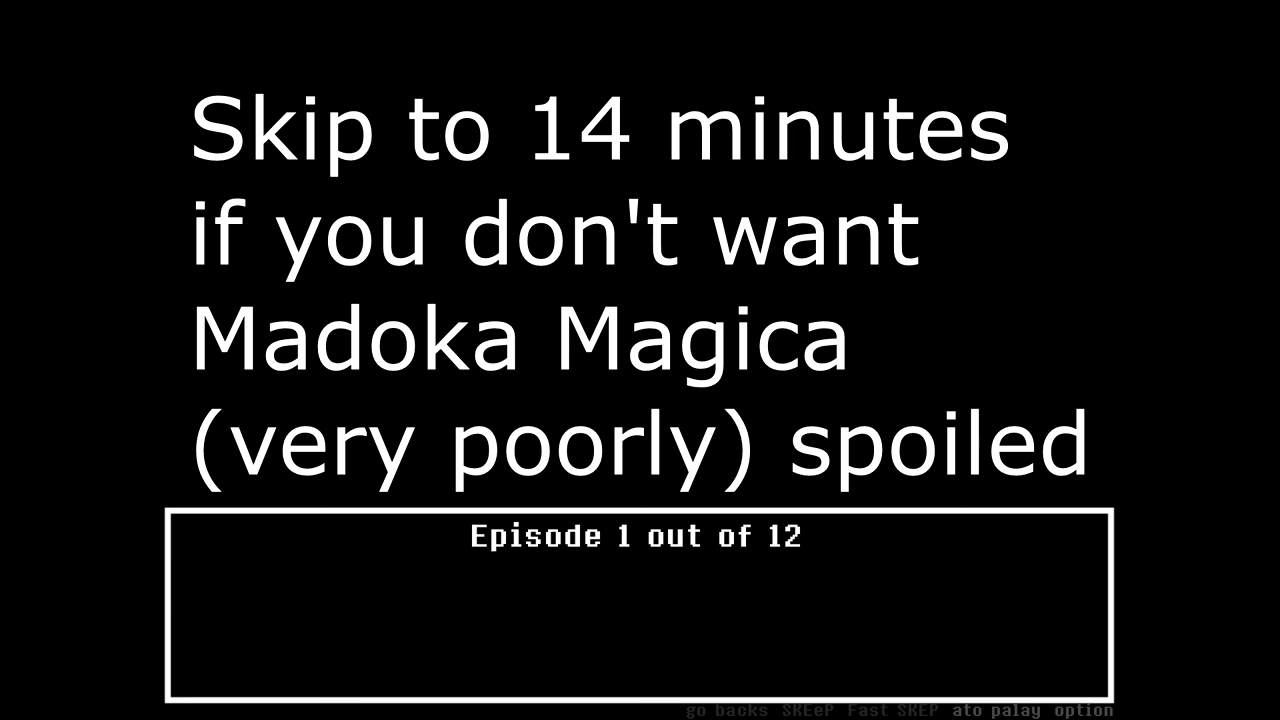 Skip to 14 minutes
if you don't want
Madoka Magica
(very poorly) spoiled
Episode 1 out of 12
go backs SKEeP Fast SKEP ato palay option